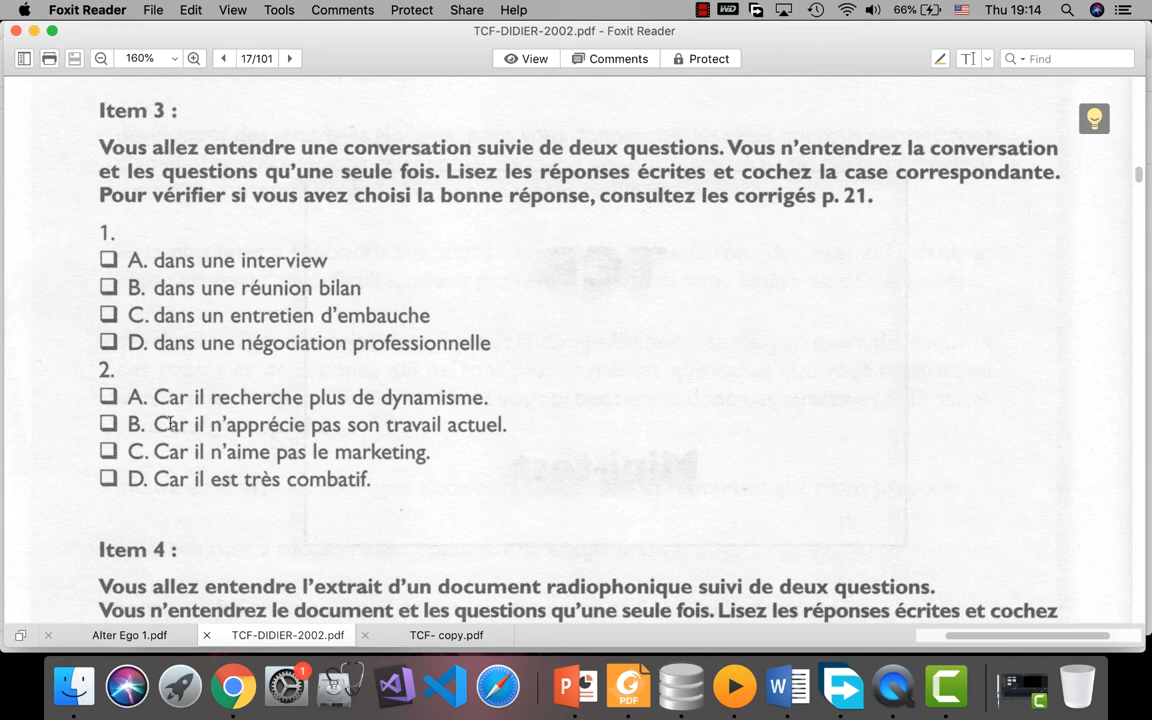 Foxit Reader File Edit View Tools Comments Protect Share Help WD 66% Thu 19:14
TCF-DIDIER-2002.pdf - Foxit Reader
160% 17/101 View Comments Protect Find
Item 3 :
Vous allez entendre une conversation suivie de deux questions. Vous n'entendrez la conversation
et les questions qu'une seule fois. Lisez les réponses écrites et cochez la case correspondante.
Pour vérifier si vous avez choisi la bonne réponse, consultez les corrigés p. 21.
1.
❑ A. dans une interview
❑ B. dans une réunion bilan
❑ C. dans un entretien d'embauche
❑ D. dans une négociation professionnelle
2.
❑ A. Car il recherche plus de dynamisme.
❑ B. Car il n'apprécie pas son travail actuel.
❑ C. Car il n'aime pas le marketing.
❑ D. Car il est très combatif.
Item 4 :
Vous allez entendre l'extrait d'un document radiophonique suivi de deux questions.
Vous n'entendrez le document et les questions qu'une seule fois. Lisez les réponses écrites et cochez
Alter Ego 1.pdf TCF-DIDIER-2002.pdf TCF- copy.pdf
1 P PDF W C